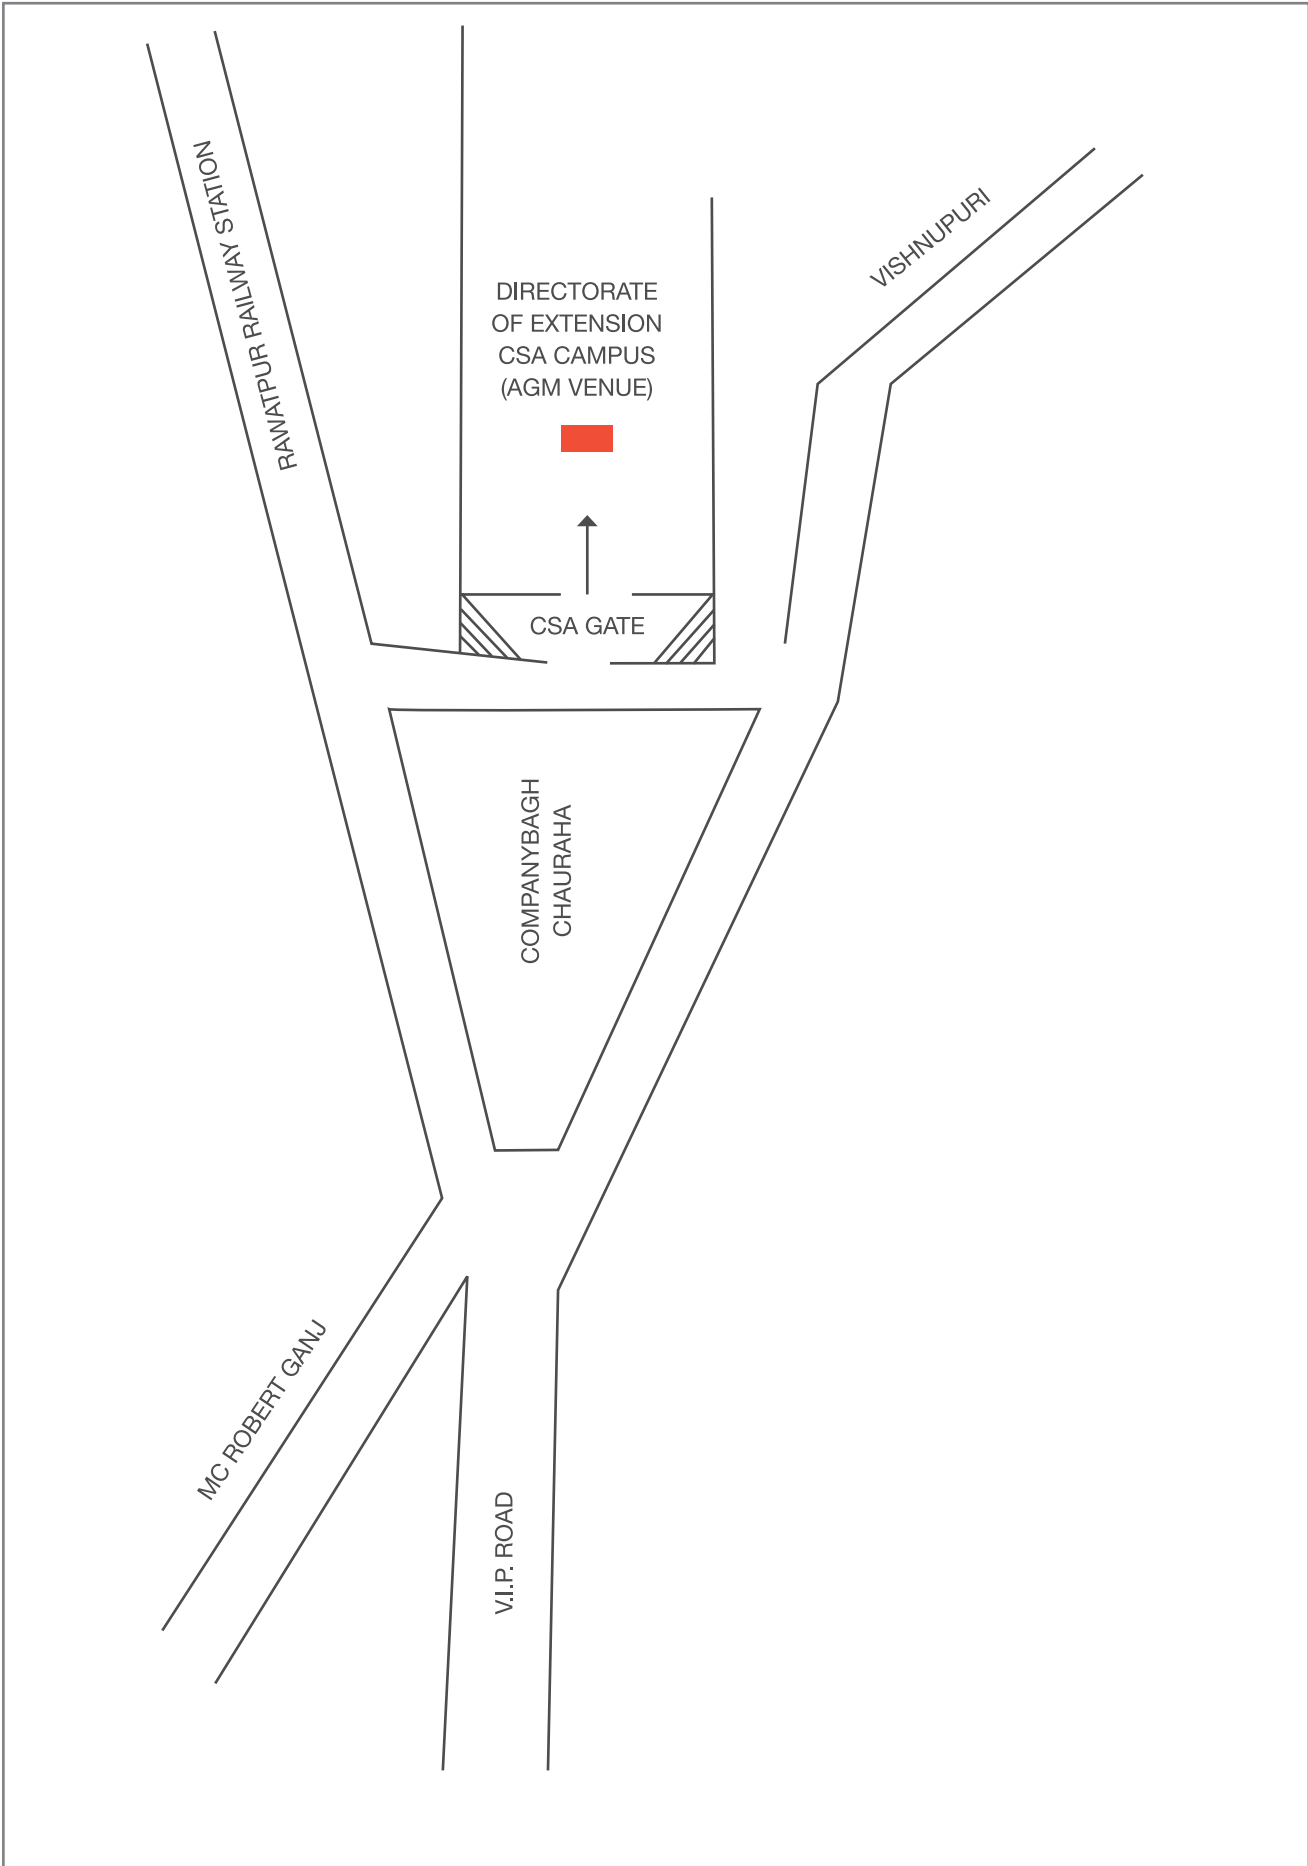 RAWATPUR RAILWAY STATION
VISHNUPURI
DIRECTORATE
OF EXTENSION
CSA CAMPUS
(AGM VENUE)
CSA GATE
COMPANYBAGH
CHAURAHA
MC ROBERT GANJ
V.I.P. ROAD